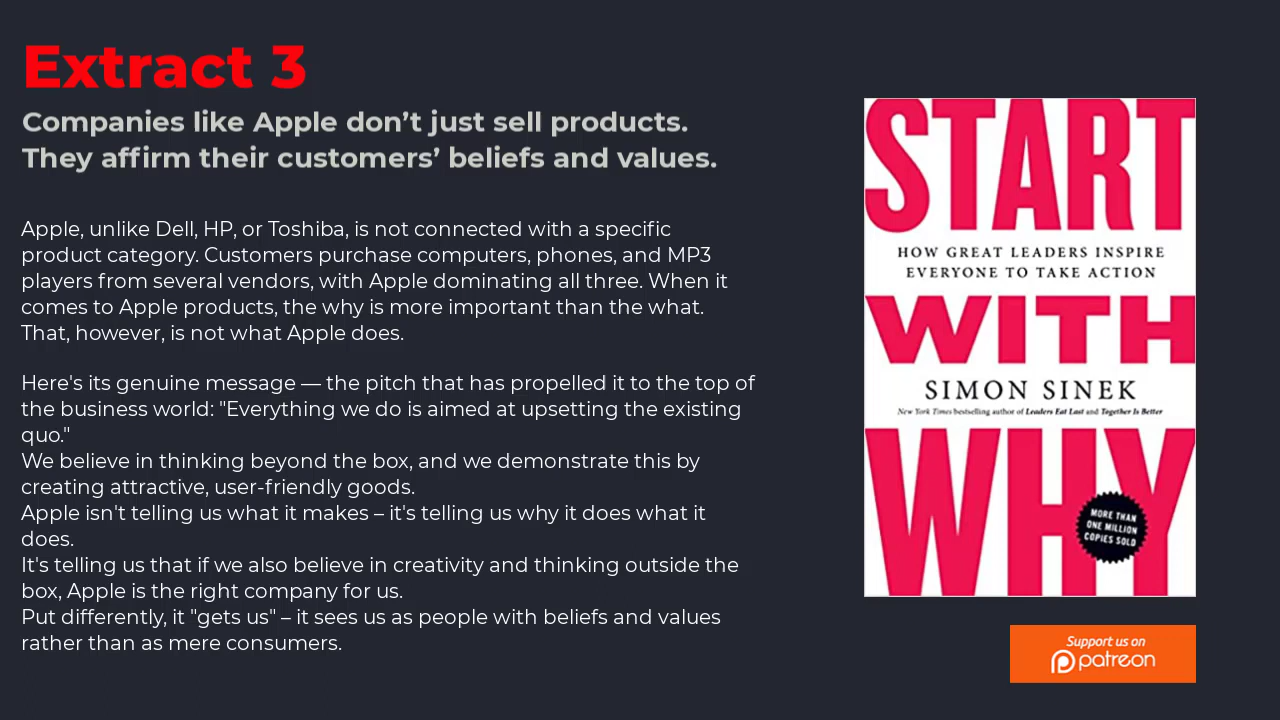 Extract 3
Companies like Apple don’t just sell products.
They affirm their customers’ beliefs and values.
Apple, unlike Dell, HP, or Toshiba, is not connected with a specific
product category. Customers purchase computers, phones, and MP3
players from several vendors, with Apple dominating all three. When it
comes to Apple products, the why is more important than the what.
That, however, is not what Apple does.
Here's its genuine message — the pitch that has propelled it to the top of
the business world: "Everything we do is aimed at upsetting the existing
quo."
We believe in thinking beyond the box, and we demonstrate this by
creating attractive, user-friendly goods.
Apple isn't telling us what it makes – it's telling us why it does what it
does.
It's telling us that if we also believe in creativity and thinking outside the
box, Apple is the right company for us.
Put differently, it "gets us" – it sees us as people with beliefs and values
rather than as mere consumers.
START
HOW GREAT LEADERS INSPIRE
EVERYONE TO TAKE ACTION
WITH
SIMON SINEK
New York Times bestselling author of Leaders Eat Last and Together Is Better
WHY
MORE THAN
ONE MILLION
COPIES SOLD
Support us on
patreon